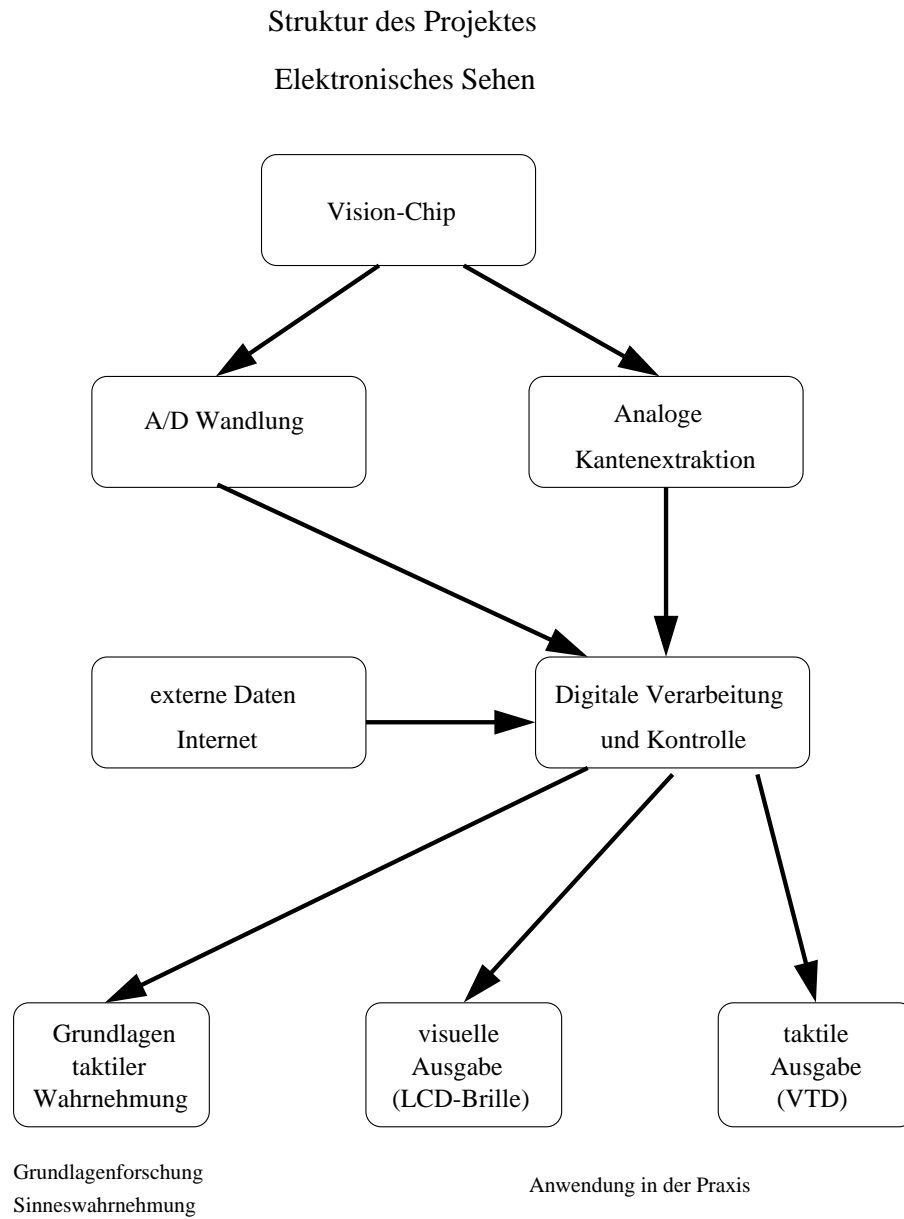 Struktur des Projektes
Elektronisches Sehen
Vision-Chip
A/D Wandlung
Analoge
Kantenextraktion
externe Daten
Internet
Digitale Verarbeitung
und Kontrolle
Grundlagen
taktiler
Wahrnehmung
visuelle
Ausgabe
(LCD-Brille)
taktile
Ausgabe
(VTD)
Grundlagenforschung
Sinneswahrnehmung
Anwendung in der Praxis